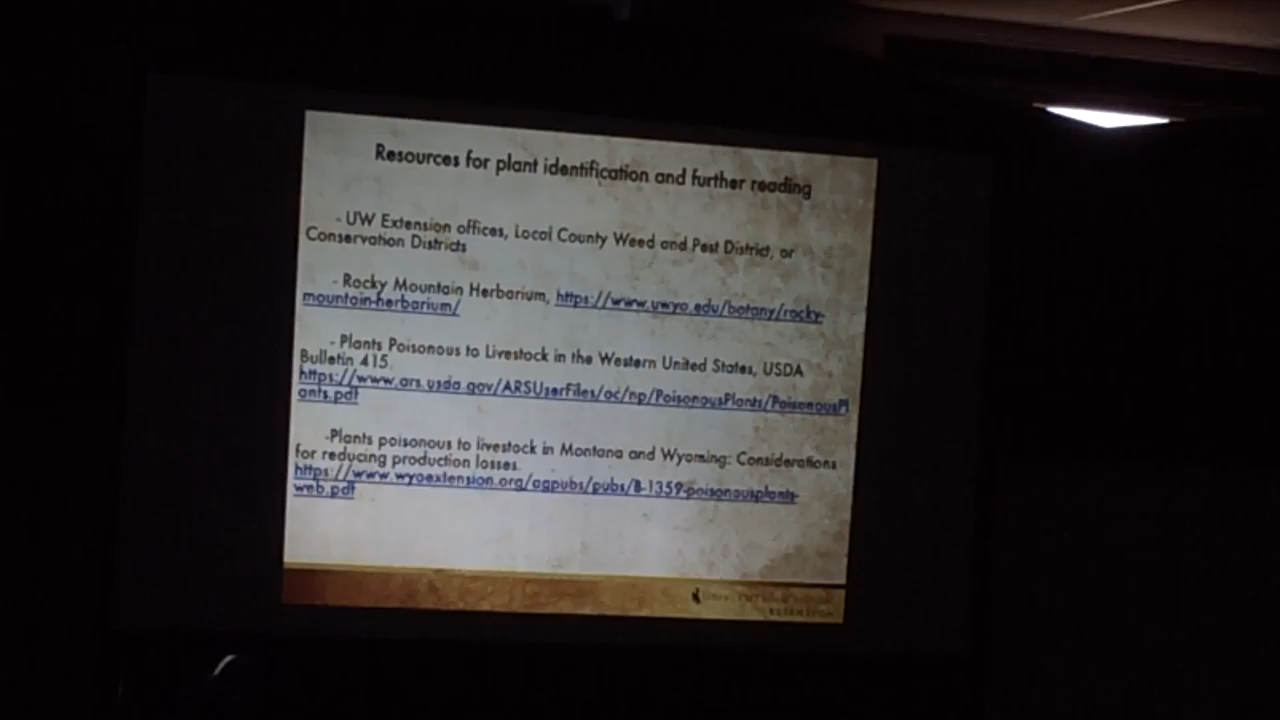 Resources for plant identification and further reading
- UW Extension offices, Local County Weed and Pest District, or
Conservation Districts
- Rocky Mountain Herbarium, https://www.uwyo.edu/botany/rocky-
mountain-herbarium/
- Plants Poisonous to Livestock in the Western United States, USDA
Bulletin 415.
https://www.ars.usda.gov/ARSUserFiles/oc/np/PoisonousPlants/PoisonousPl
ants.pdf
-Plants poisonous to livestock in Montana and Wyoming: Considerations
for reducing production losses.
https://www.wyoextension.org/agpubs/pubs/B-1359-poisonousplants-
web.pdf
EXTENSION